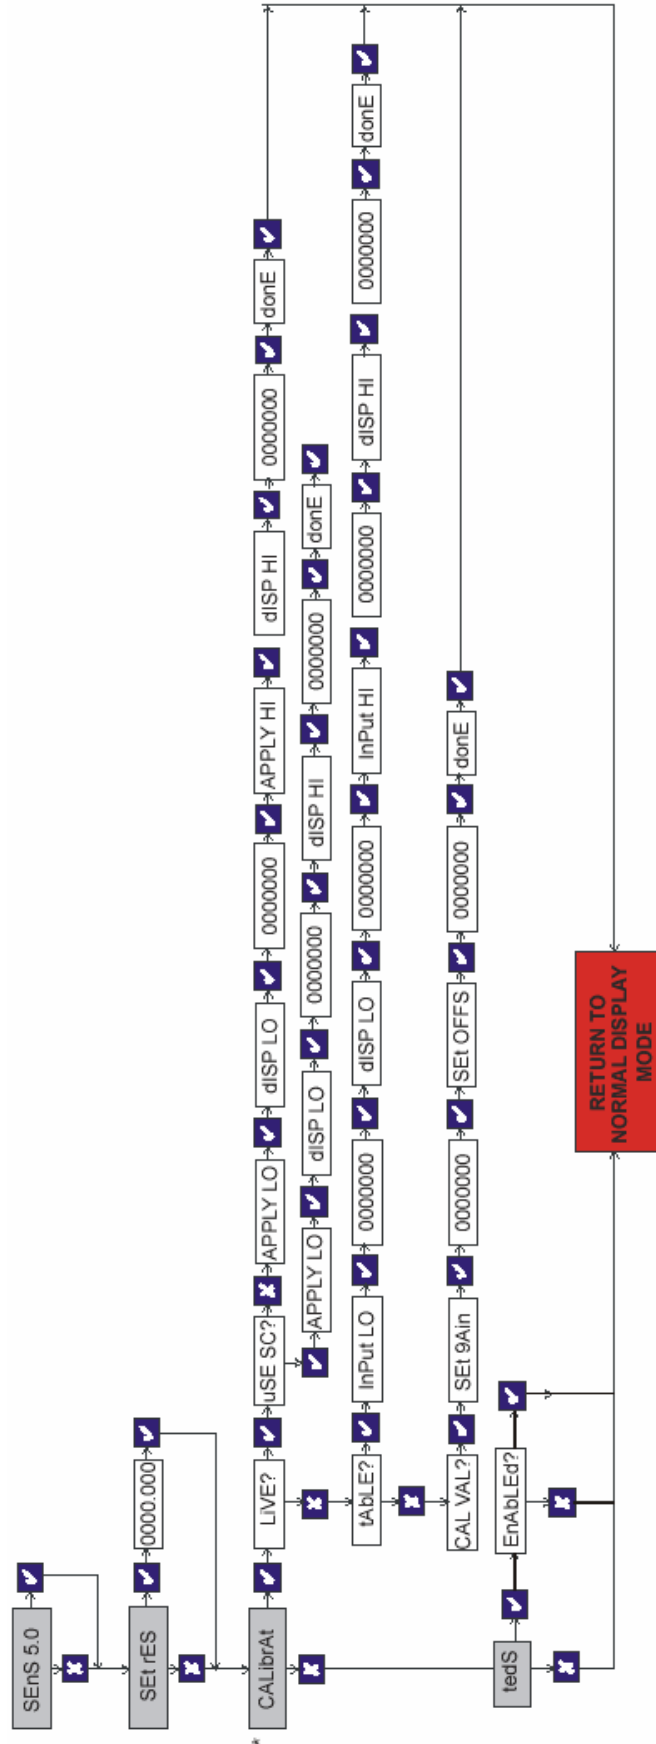 SEnS 5.0
SEt rES
0000.000
*
CALibrAt
LiVE?
uSE SC?
APPLY LO
dISP LO
0000000
APPLY HI
dISP HI
0000000
donE
APPLY LO
dISP LO
0000000
dISP HI
0000000
donE
tAbLE?
InPut LO
0000000
dISP LO
0000000
InPut HI
0000000
dISP HI
0000000
donE
CAL VAL?
SEt 9Ain
0000000
SEt OFFS
0000000
donE
tedS
EnAbLEd?
RETURN TO
NORMAL DISPLAY
MODE